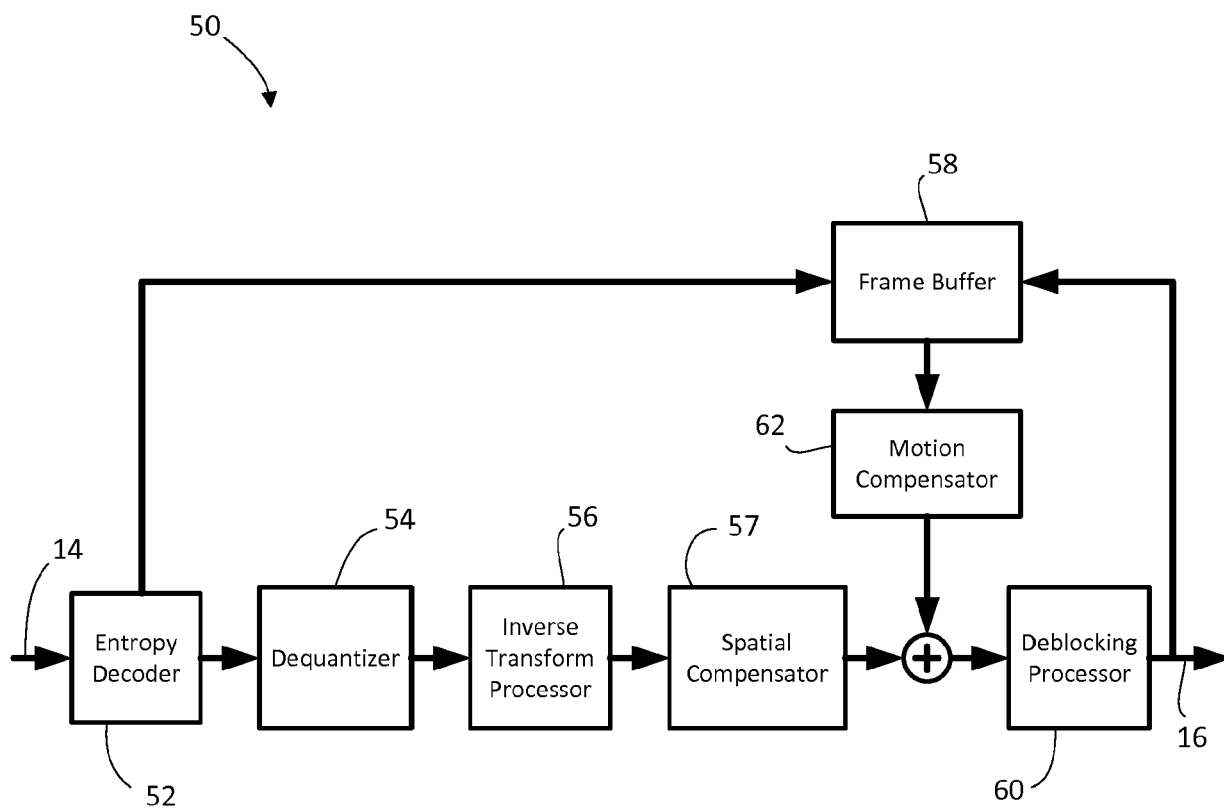 50
58
Frame Buffer
62
Motion
Compensator
54
56
57
14
Entropy
Decoder
Dequantizer
Inverse
Transform
Processor
Spatial
Compensator
+
Deblocking
Processor
16
52
60